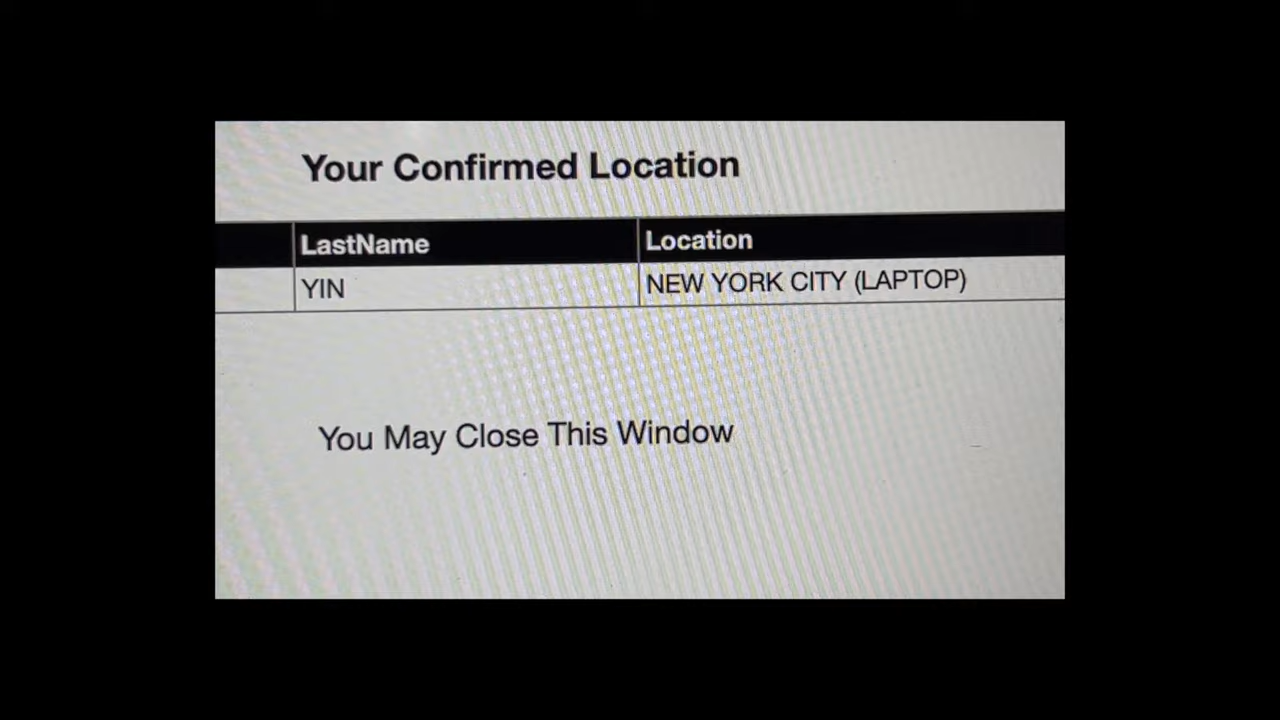 Your Confirmed Location
LastName Location
YIN NEW YORK CITY (LAPTOP)
You May Close This Window